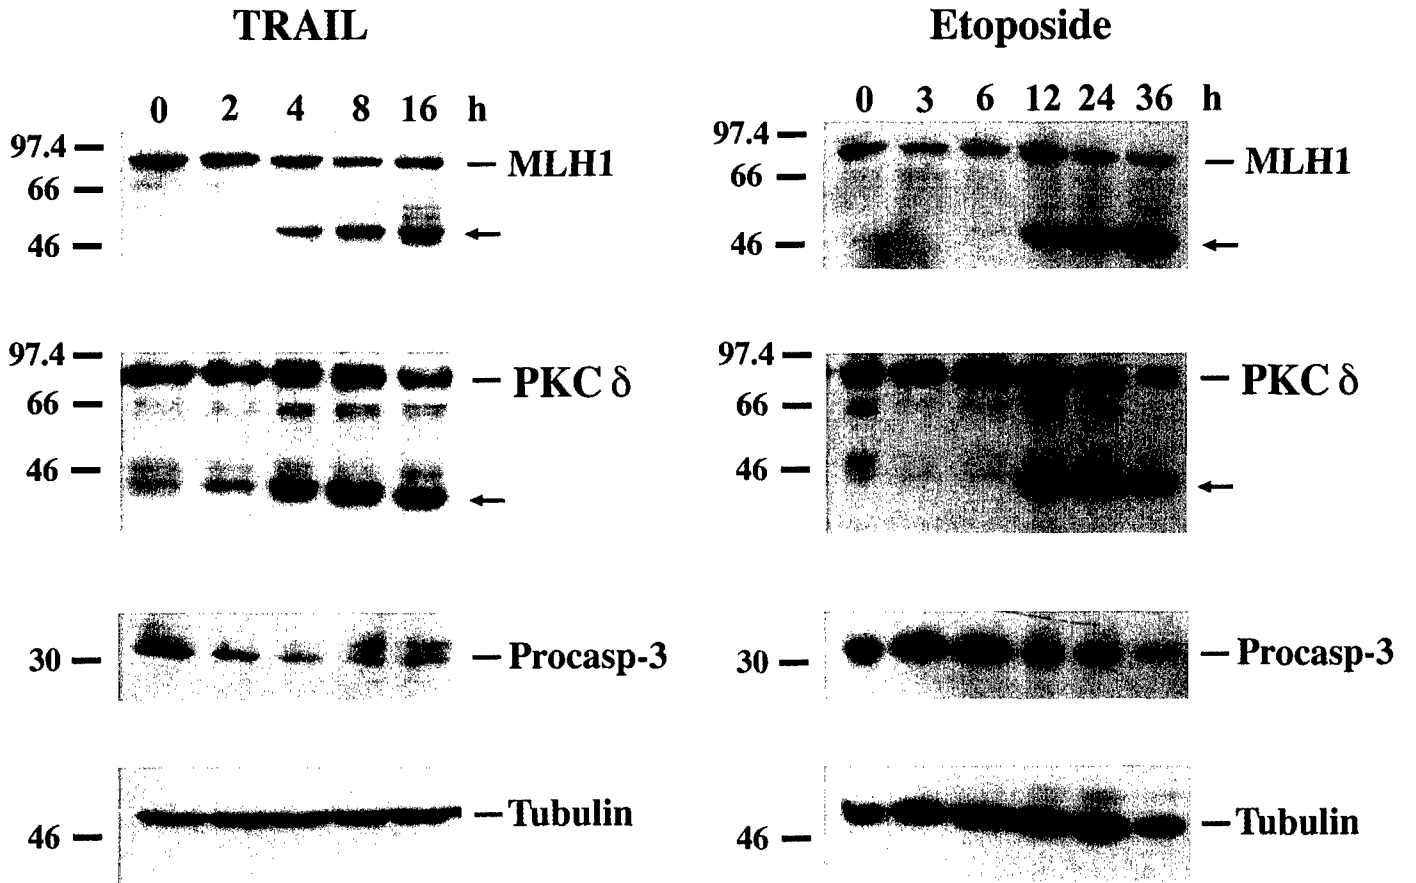 TRAIL
0 2 4 8 16 h
97.4
66
46
MLH1
97.4
66
46
PKC δ
30
Procasp-3
46
Tubulin
Etoposide
0 3 6 12 24 36 h
97.4
66
46
MLH1
97.4
66
46
PKC δ
30
Procasp-3
46
Tubulin